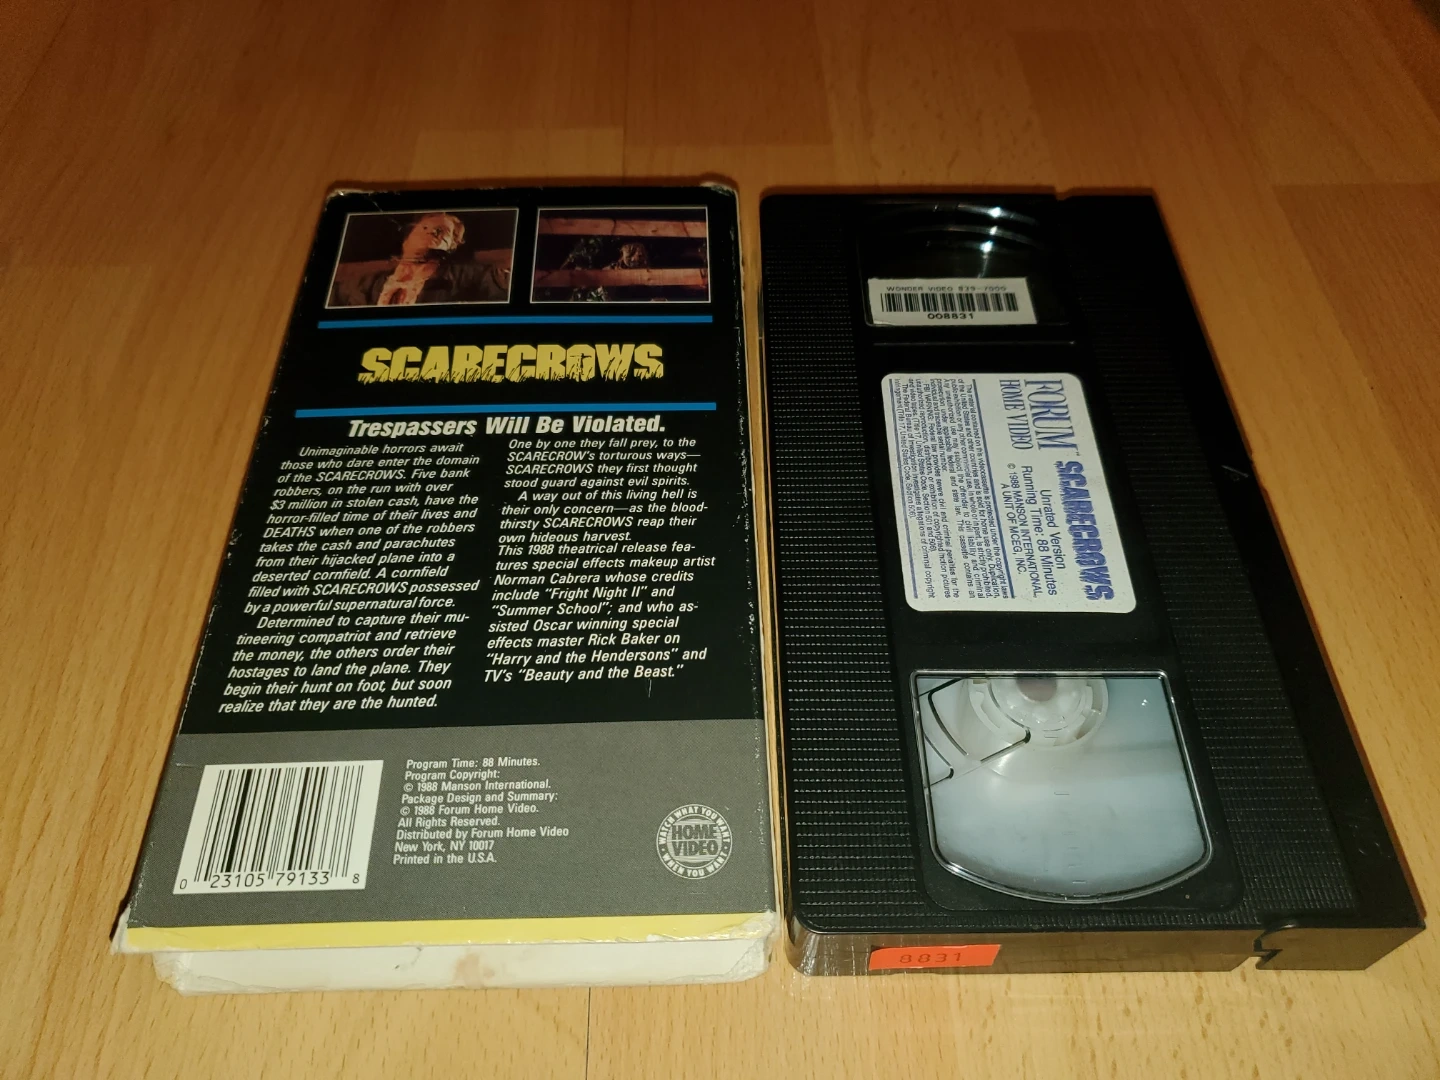 SCARECROWS
Trespassers Will Be Violated.
Unimaginable horrors await
those who dare enter the domain
of the SCARECROWS. Five bank
robbers, on the run with over
$3 million in stolen cash, have the
horror-filled time of their lives and
DEATHS when one of the robbers
takes the cash and parachutes
from their hijacked plane into a
deserted cornfield. A cornfield
filled with SCARECROWS possessed
by a powerful supernatural force.
Determined to capture their mu-
tineering compatriot and retrieve
the money, the others order their
hostages to land the plane. They
begin their hunt on foot, but soon
realize that they are the hunted.
One by one they fall prey, to the
SCARECROW's torturous ways—
SCARECROWS they first thought
stood guard against evil spirits.
A way out of this living hell is
their only concern—as the blood-
thirsty SCARECROWS reap their
own hideous harvest.
This 1988 theatrical release fea-
tures special effects makeup artist
Norman Cabrera whose credits
include "Fright Night II" and
"Summer School"; and who as-
sisted Oscar winning special
effects master Rick Baker on
"Harry and the Hendersons" and
TV's "Beauty and the Beast."
0 23105 79133 8
Program Time: 88 Minutes.
Program Copyright:
© 1988 Manson International.
Package Design and Summary:
© 1988 Forum Home Video.
All Rights Reserved.
Distributed by Forum Home Video
New York, NY 10017
Printed in the U.S.A.
WATCH WHAT YOU WANT
HOME
VIDEO
WHEN YOU WANT
WONDER VIDEO 839-7000
008831
FORUM
HOME VIDEO
SCARECROWS
Unrated Version
Running Time: 88 Minutes
© 1988 MANSON INTERNATIONAL
A UNIT OF MCEG, INC.
8831